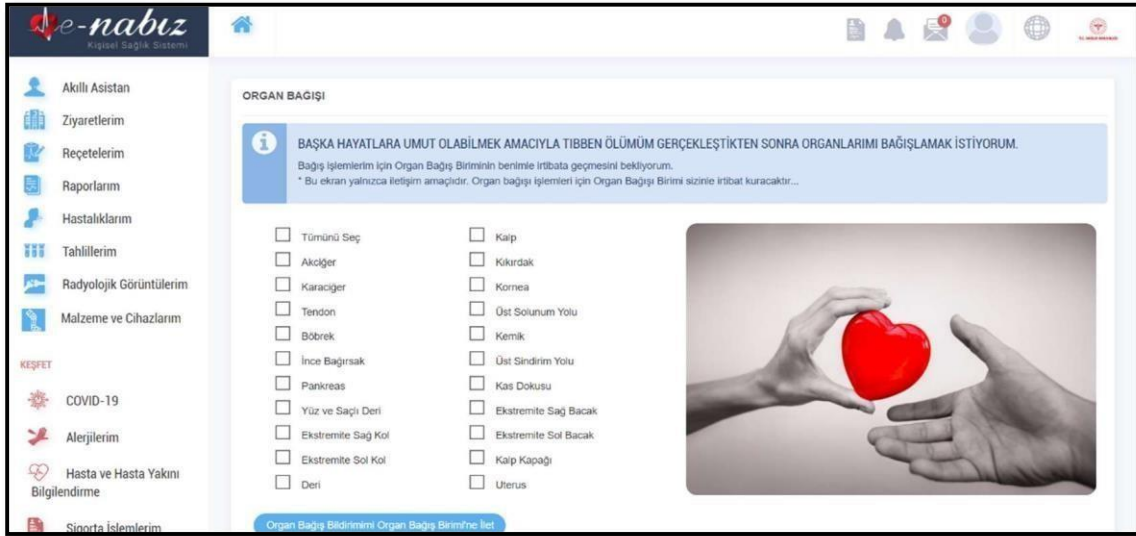 e-nabız
Kişisel Sağlık Sistemi
0
Akıllı Asistan
Ziyaretlerim
Reçetelerim
Raporlarım
Hastalıklarım
Tahlillerim
Radyolojik Görüntülerim
Malzeme ve Cihazlarım
KEŞFET
COVID-19
Alerjilerim
Hasta ve Hasta Yakını
Bilgilendirme
Sigorta İşlemlerim
ORGAN BAĞIŞI
BAŞKA HAYATLARA UMUT OLABİLMEK AMACIYLA TIBBEN ÖLÜMÜM GERÇEKLEŞTİKTEN SONRA ORGANLARIMI BAĞIŞLAMAK İSTİYORUM.
Bağış işlemlerim için Organ Bağış Biriminin benimle irtibata geçmesini bekliyorum.
* Bu ekran yalnızca iletişim amaçlıdır. Organ bağışı işlemleri için Organ Bağışı Birimi sizinle irtibat kuracaktır...
Tümünü Seç
Akciğer
Karaciğer
Tendon
Böbrek
İnce Bağırsak
Pankreas
Yüz ve Saçlı Deri
Ekstremite Sağ Kol
Ekstremite Sol Kol
Deri
Kalp
Kıkırdak
Kornea
Üst Solunum Yolu
Kemik
Üst Sindirim Yolu
Kas Dokusu
Ekstremite Sağ Bacak
Ekstremite Sol Bacak
Kalp Kapağı
Uterus
Organ Bağış Bildirimimi Organ Bağış Birimi'ne İlet